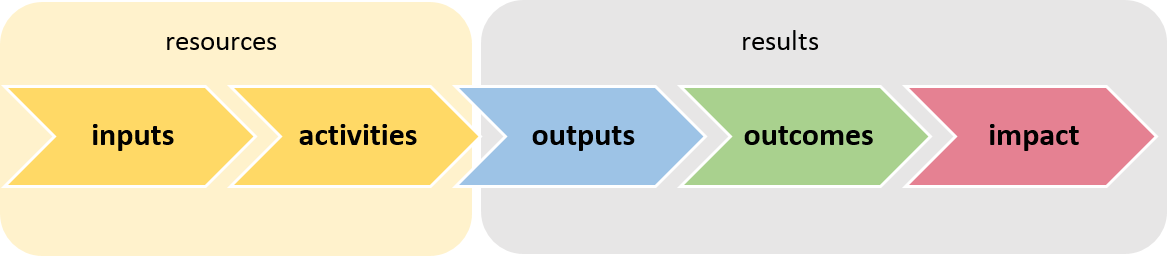 resources
results
inputs
activities
outputs
outcomes
impact